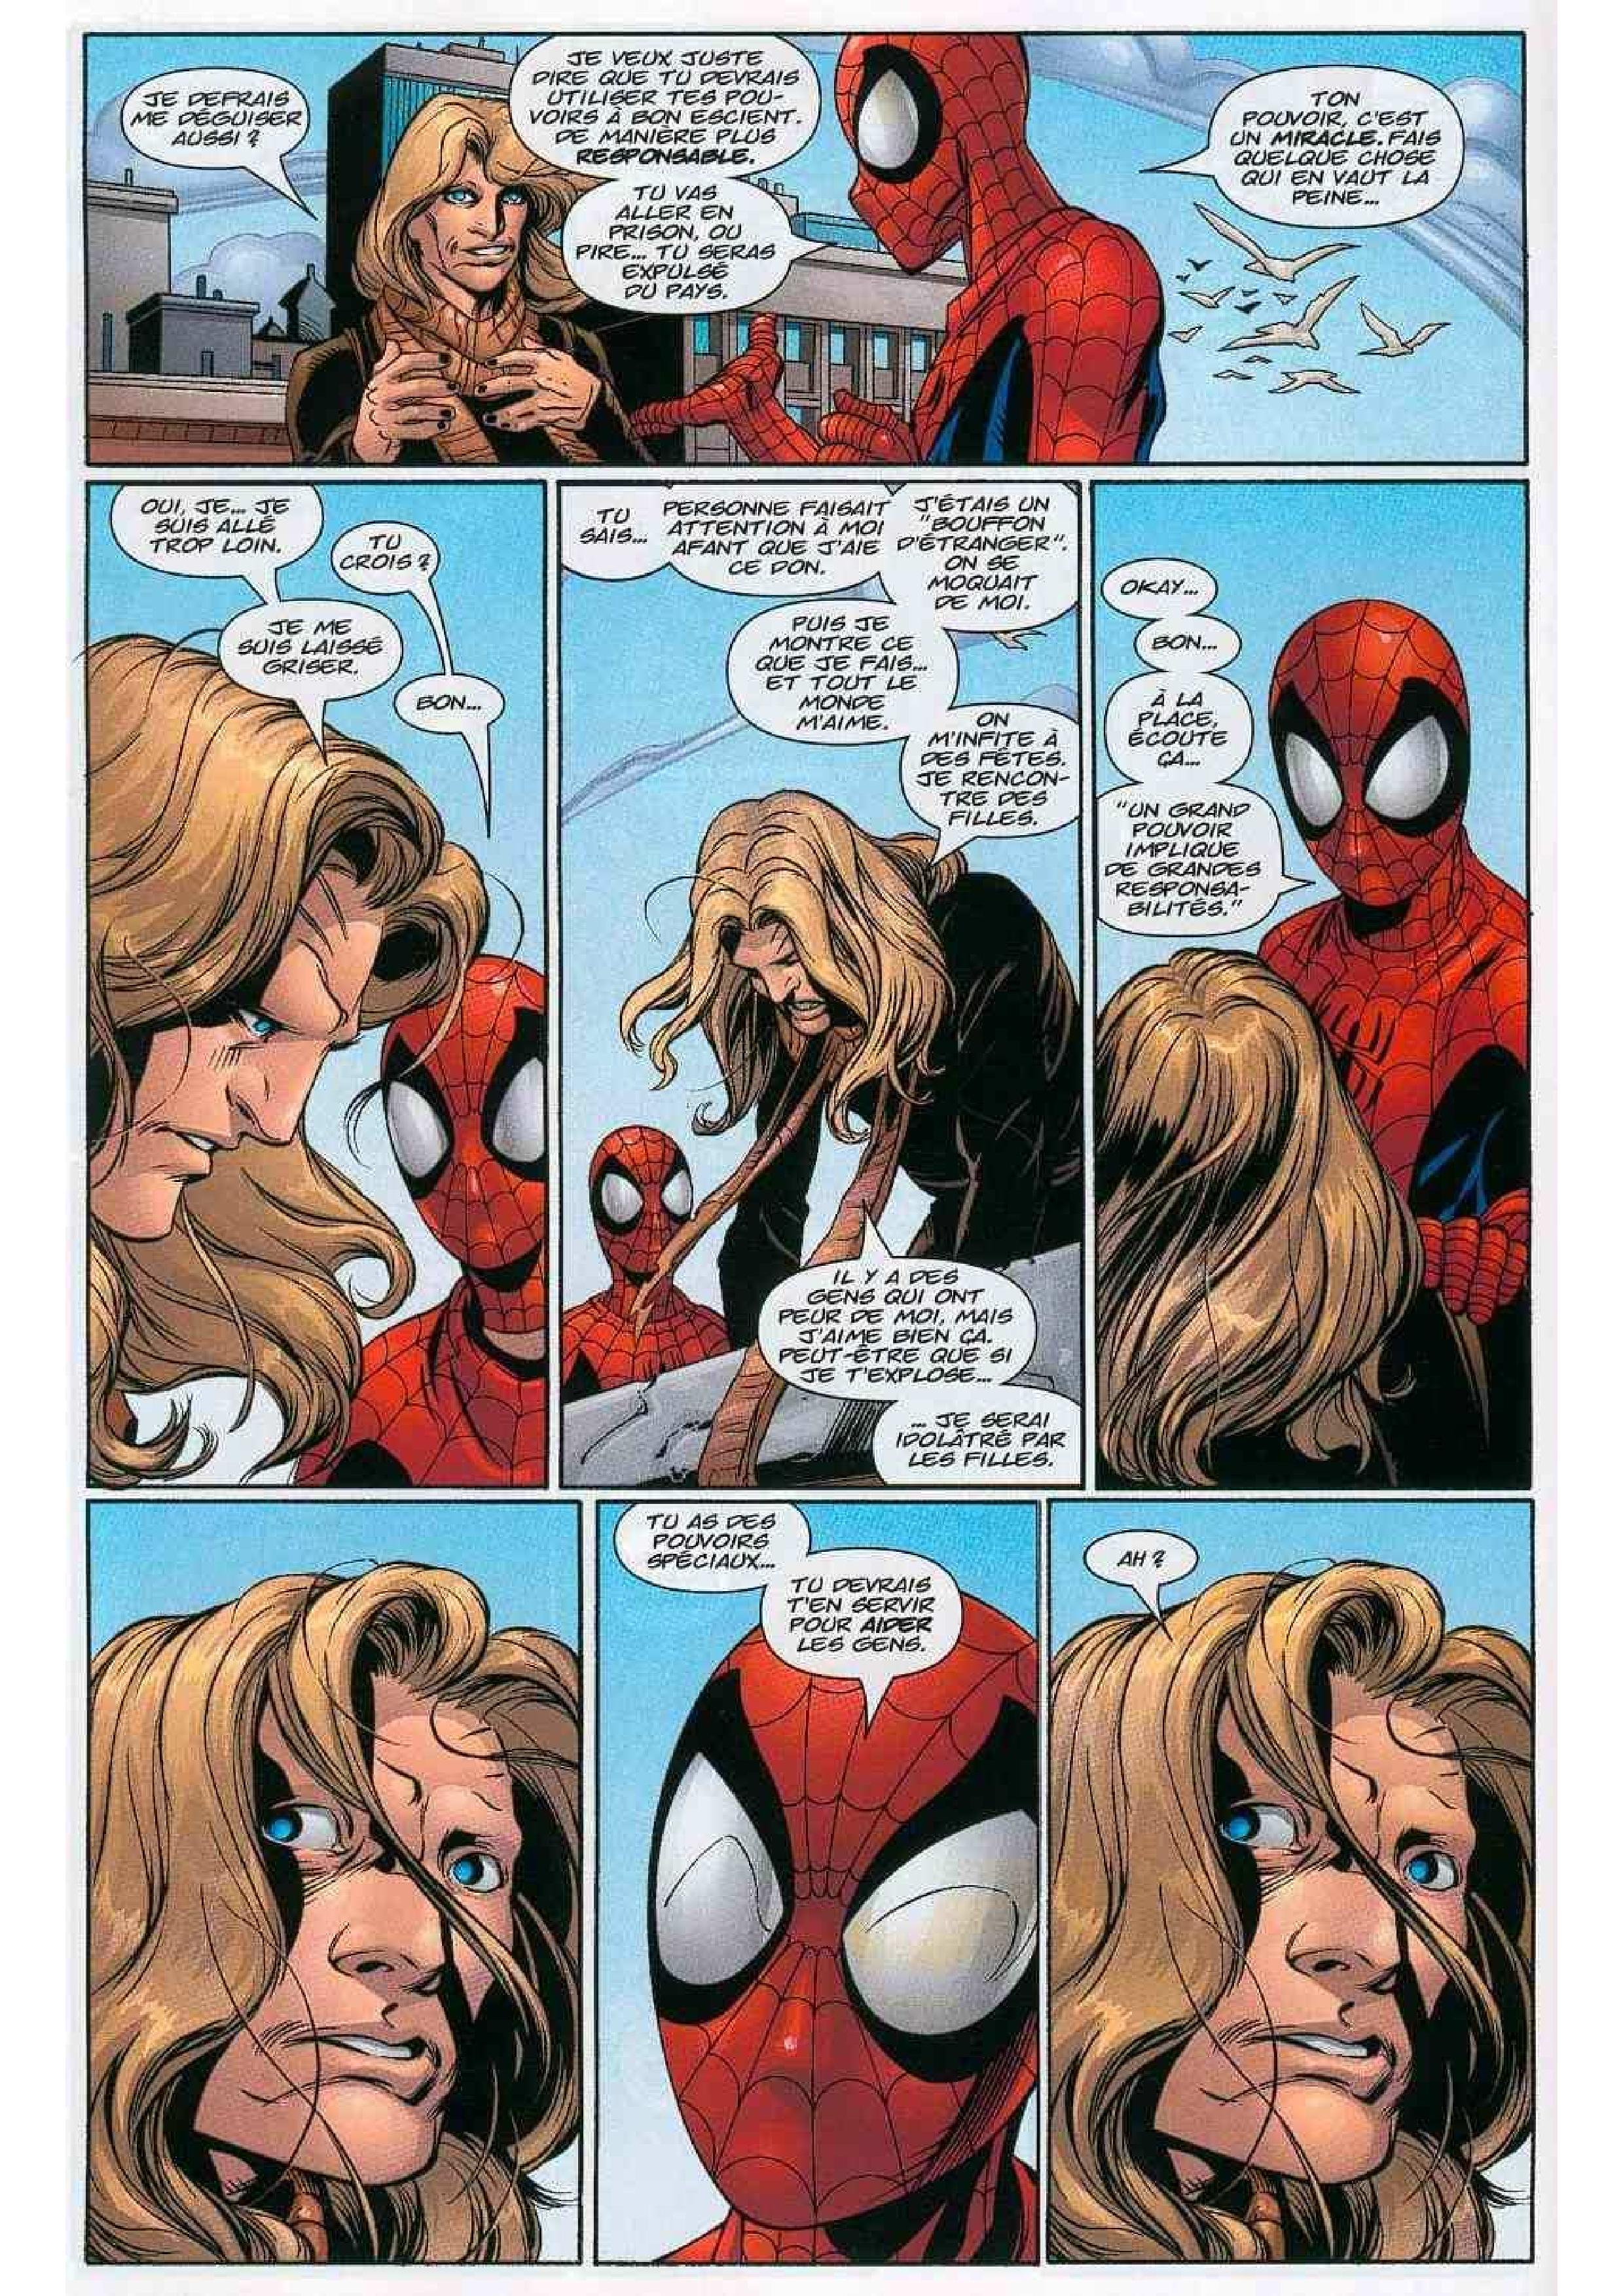 JE DEFRAIS
ME DÉGUISER
AUSSI ?
JE VEUX JUSTE
DIRE QUE TU DEVRAIS
UTILISER TES POU-
VOIRS À BON ESCIENT.
DE MANIÈRE PLUS
RESPONSABLE.
TU VAS
ALLER EN
PRISON, OU
PIRE... TU SERAS
EXPULSÉ
DU PAYS.
TON
POUVOIR, C'EST
UN MIRACLE. FAIS
QUELQUE CHOSE
QUI EN VAUT LA
PEINE...
OUI, JE... JE
SUIS ALLÉ
TROP LOIN.
TU
CROIS ?
JE ME
SUIS LAISSÉ
GRISER.
BON...
TU
SAIS...
PERSONNE FAISAIT
ATTENTION À MOI
AFANT QUE J'AIE
CE DON.
J'ÉTAIS UN
"BOUFFON
D'ÉTRANGER".
ON SE
MOQUAIT
DE MOI.
PUIS JE
MONTRE CE
QUE JE FAIS...
ET TOUT LE
MONDE
M'AIME.
ON
M'INFITE À
DES FÊTES.
JE RENCON-
TRE DES
FILLES.
IL Y A DES
GENS QUI ONT
PEUR DE MOI, MAIS
J'AIME BIEN ÇA.
PEUT-ÊTRE QUE SI
JE T'EXPLOSE...
... JE SERAI
IDOLÂTRÉ PAR
LES FILLES.
OKAY...
BON...
À LA
PLACE,
ÉCOUTE
ÇA...
"UN GRAND
POUVOIR
IMPLIQUE
DE GRANDES
RESPONSA-
BILITÉS."
TU AS DES
POUVOIRS
SPÉCIAUX...
TU DEVRAIS
T'EN SERVIR
POUR AIDER
LES GENS.
AH ?